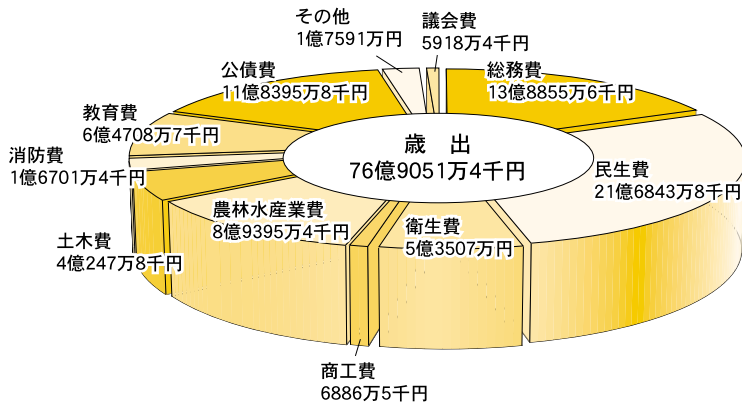 その他
1億7591万円
議会費
5918万4千円
公債費
11億8395万8千円
総務費
13億8855万6千円
教育費
6億4708万7千円
歳 出
76億9051万4千円
消防費
1億6701万4千円
民生費
21億6843万8千円
農林水産業費
8億9395万4千円
衛生費
5億3507万円
土木費
4億247万8千円
商工費
6886万5千円